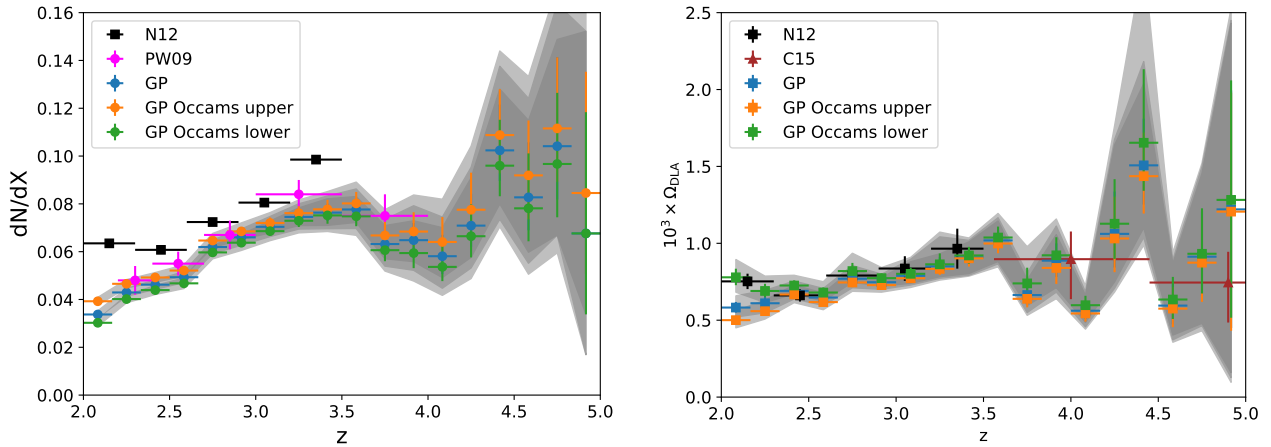 0.16
0.14
0.12
0.10
0.08
0.06
0.04
0.02
0.00
dN/dX
N12
PW09
GP
GP Occams upper
GP Occams lower
2.0 2.5 3.0 3.5 4.0 4.5 5.0
z
2.5
2.0
1.5
1.0
0.5
0.0
10⁻³ × Ω_DLA
N12
C15
GP
GP Occams upper
GP Occams lower
2.0 2.5 3.0 3.5 4.0 4.5 5.0
z